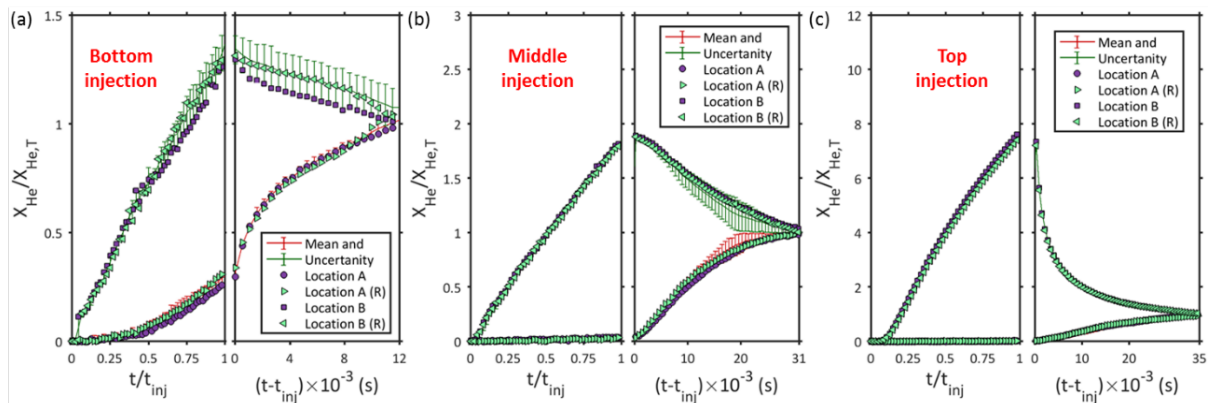 (a)
Bottom
injection
1.5
1
0.5
0
X_He/X_He,T
Mean and
Uncertanity
Location A
Location A (R)
Location B
Location B (R)
0 0.25 0.5 0.75 1
0 4 8 12
t/t_inj
(t-t_inj)×10^-3 (s)
(b)
Middle
injection
3
2.5
2
1.5
1
0.5
0
X_He/X_He,T
Mean and
Uncertanity
Location A
Location A (R)
Location B
Location B (R)
0 0.25 0.5 0.75 1
0 10 20 31
t/t_inj
(t-t_inj)×10^-3 (s)
(c)
Top
injection
12
10
8
6
4
2
0
X_He/X_He,T
Mean and
Uncertanity
Location A
Location A (R)
Location B
Location B (R)
0 0.25 0.5 0.75 1
0 10 20 35
t/t_inj
(t-t_inj)×10^-3 (s)